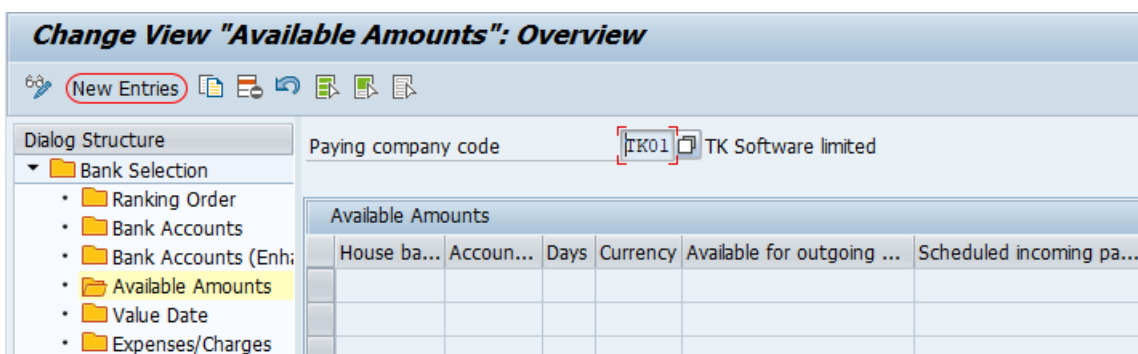 Change View "Available Amounts": Overview
New Entries
Dialog Structure
Bank Selection
Ranking Order
Bank Accounts
Bank Accounts (Enh
Available Amounts
Value Date
Expenses/Charges
Paying company code TK01 TK Software limited
Available Amounts
House ba... Accoun... Days Currency Available for outgoing ... Scheduled incoming pa...